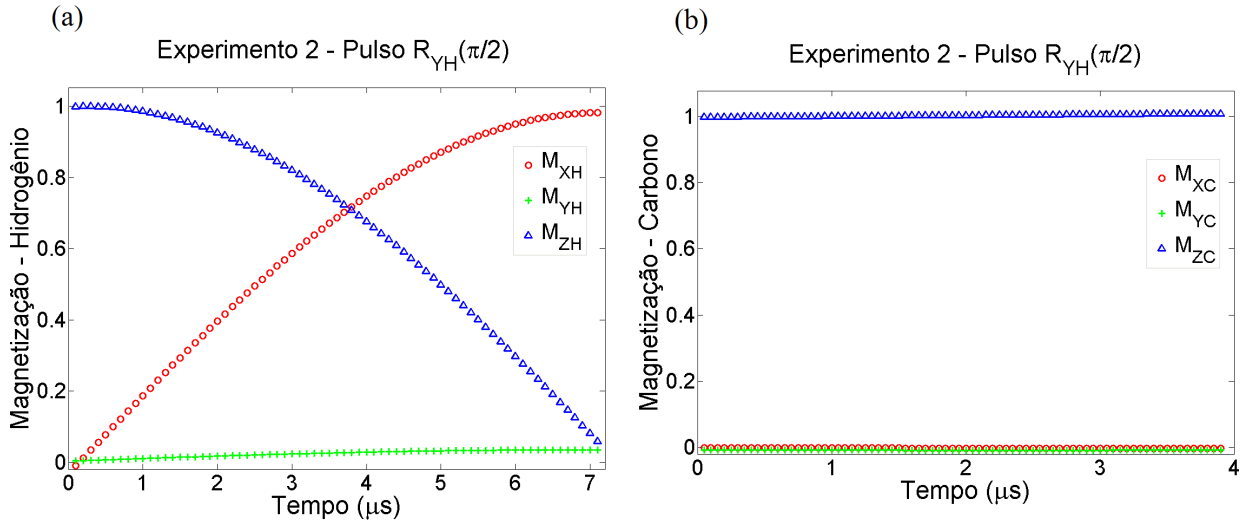 (a)
Experimento 2 - Pulso R_YH(π/2)
Magnetização - Hidrogênio
1
0.8
0.6
0.4
0.2
0
0 1 2 3 4 5 6 7
Tempo (μs)
M_XH
M_YH
M_ZH
(b)
Experimento 2 - Pulso R_YH(π/2)
Magnetização - Carbono
1
0.8
0.6
0.4
0.2
0
0 1 2 3 4
Tempo (μs)
M_XC
M_YC
M_ZC